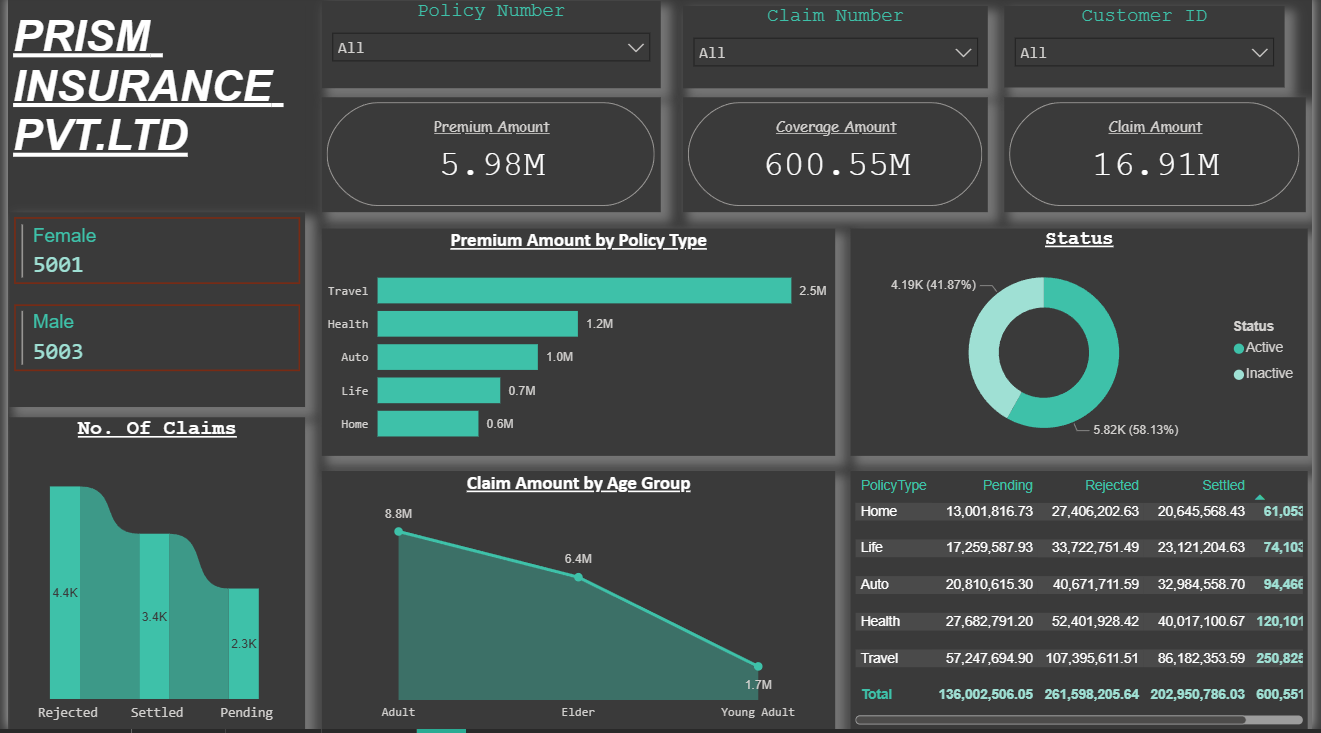 PRISM
INSURANCE
PVT.LTD
Policy Number
All
Claim Number
All
Customer ID
All
Premium Amount
5.98M
Coverage Amount
600.55M
Claim Amount
16.91M
Female
5001
Male
5003
Premium Amount by Policy Type
Travel 2.5M
Health 1.2M
Auto 1.0M
Life 0.7M
Home 0.6M
Status
4.19K (41.87%)
5.82K (58.13%)
Status
Active
Inactive
No. Of Claims
4.4K
3.4K
2.3K
Rejected Settled Pending
Claim Amount by Age Group
8.8M
6.4M
1.7M
Adult Elder Young Adult
PolicyType Pending Rejected Settled
Home 13,001,816.73 27,406,202.63 20,645,568.43 61,053
Life 17,259,587.93 33,722,751.49 23,121,204.63 74,103
Auto 20,810,615.30 40,671,711.59 32,984,558.70 94,466
Health 27,682,791.20 52,401,928.42 40,017,100.67 120,101
Travel 57,247,694.90 107,395,611.51 86,182,353.59 250,825
Total 136,002,506.05 261,598,205.64 202,950,786.03 600,551